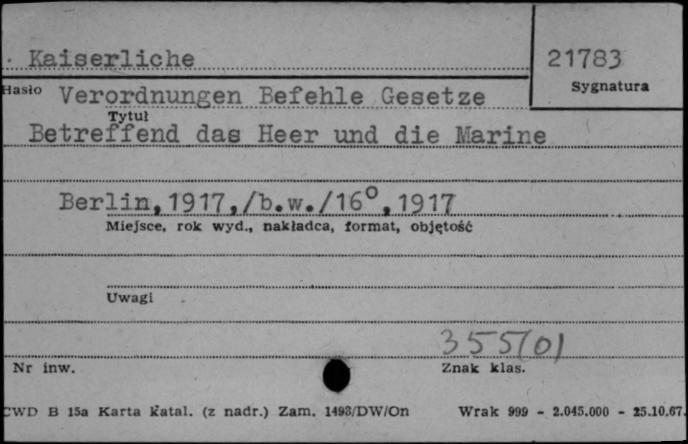 Kaiserliche
21783
Hasło
Sygnatura
Verordnungen Befehle Gesetze
Tytuł
Betreffend das Heer und die Marine
Berlin,1917,/b.w./16°,1917
Miejsce, rok wyd., nakładca, format, objętość
Uwagi
355(0)
Nr inw.
Znak klas.
CWD B 15a Karta katal. (z nadr.) Zam. 1493/DW/On Wrak 999 - 2.045.000 - 25.10.67.